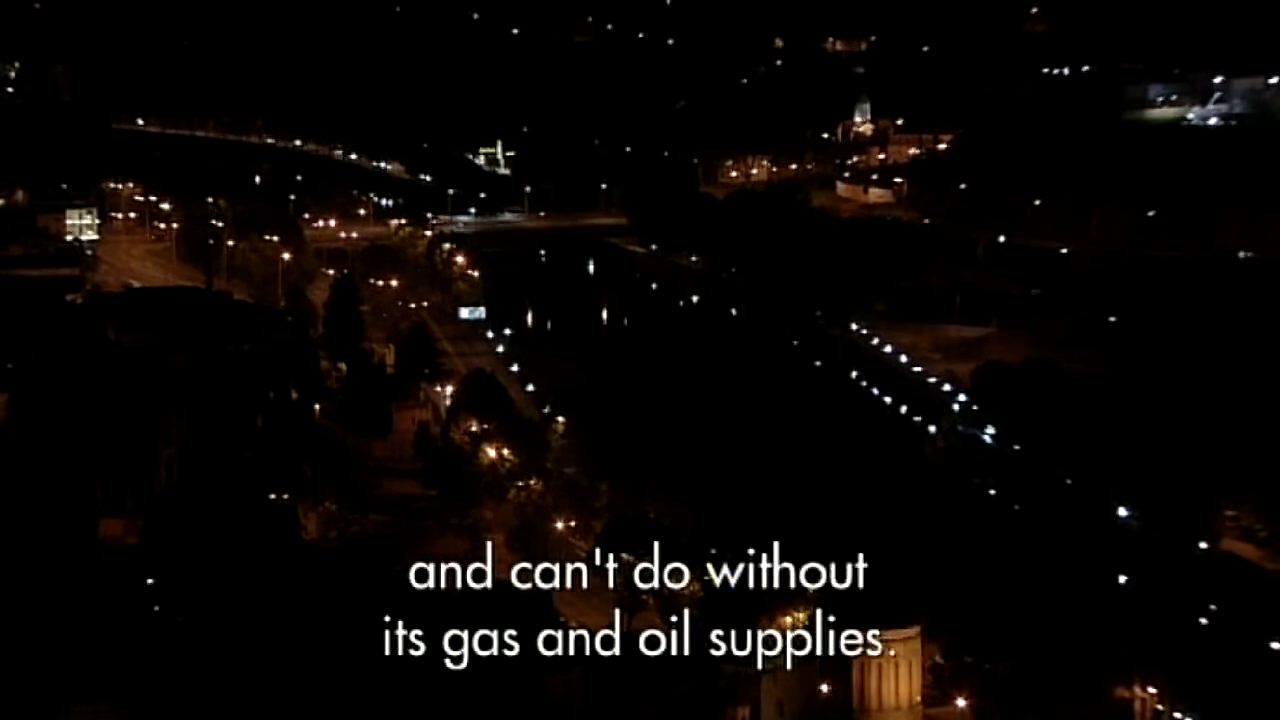 and can't do without
its gas and oil supplies.